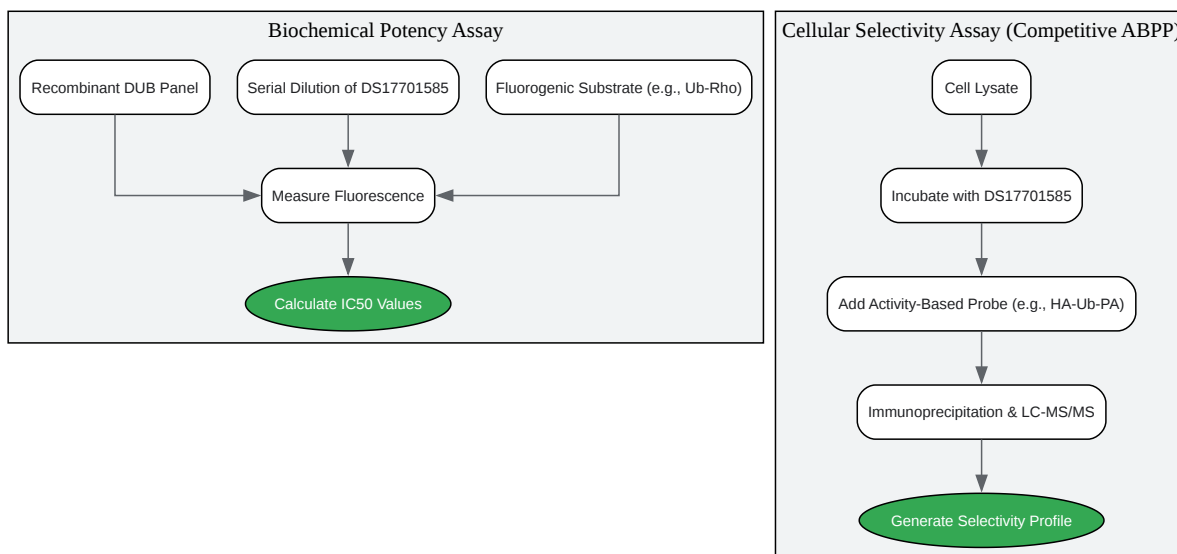 Biochemical Potency Assay
Recombinant DUB Panel
Serial Dilution of DS17701585
Fluorogenic Substrate (e.g., Ub-Rho)
Measure Fluorescence
Calculate IC50 Values
Cellular Selectivity Assay (Competitive ABPP)
Cell Lysate
Incubate with DS17701585
Add Activity-Based Probe (e.g., HA-Ub-PA)
Immunoprecipitation & LC-MS/MS
Generate Selectivity Profile